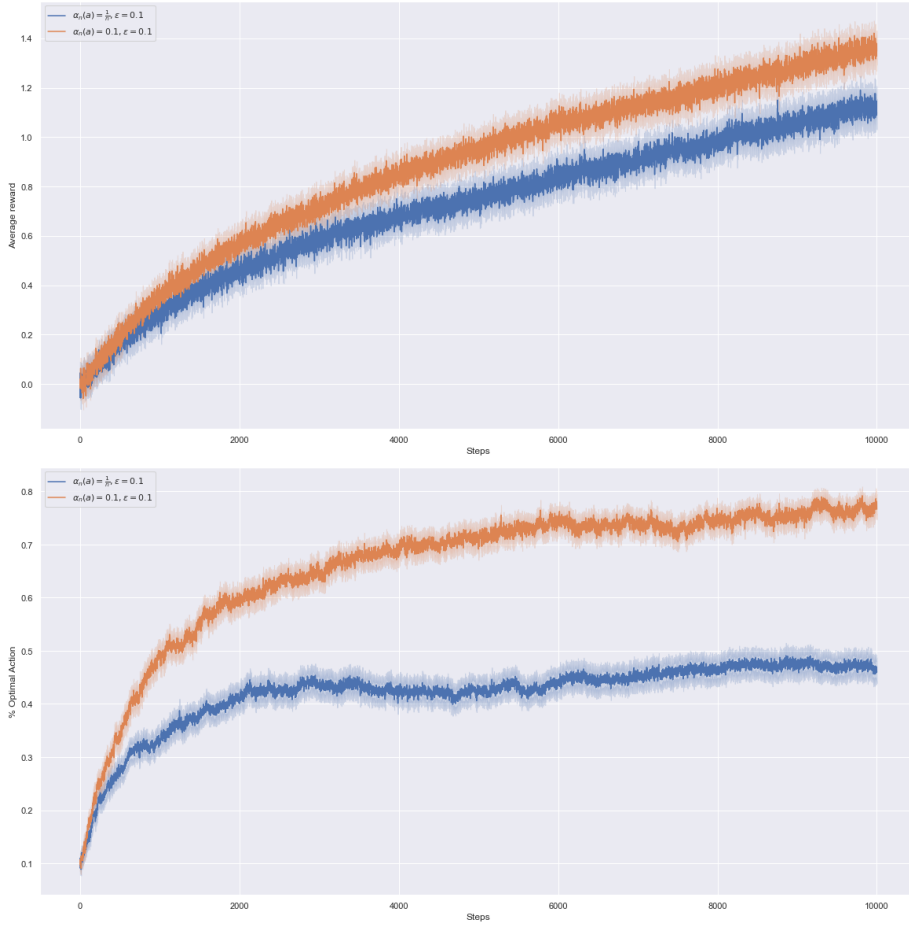 αₙ(a) = 1/n, ε = 0.1
αₙ(a) = 0.1, ε = 0.1
1.4
1.2
1.0
0.8
0.6
0.4
0.2
0.0
Average reward
0 2000 4000 6000 8000 10000
Steps
αₙ(a) = 1/n, ε = 0.1
αₙ(a) = 0.1, ε = 0.1
0.8
0.7
0.6
0.5
0.4
0.3
0.2
0.1
% Optimal Action
0 2000 4000 6000 8000 10000
Steps